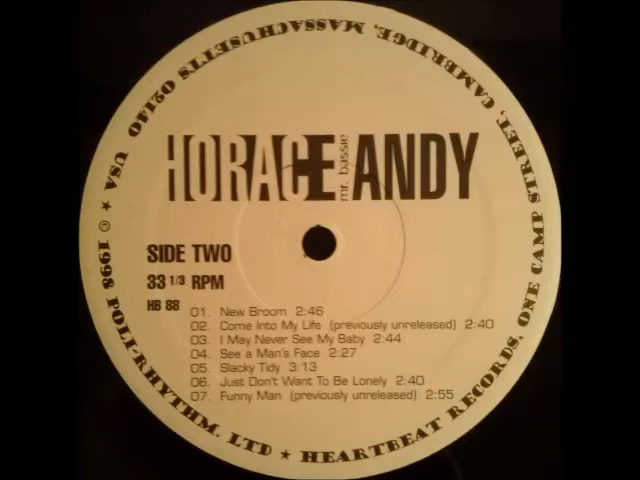 HORACE ANDY
mr. bassie
SIDE TWO
33 1/3 RPM
HB 88
01. New Broom 2:46
02. Come Into My Life (previously unreleased) 2:40
03. I May Never See My Baby 2:44
04. See a Man's Face 2:27
05. Slacky Tidy 3:13
06. Just Don't Want To Be Lonely 2:40
07. Funny Man (previously unreleased) 2:55
© 1998 POLI-RHYTHM, LTD ★ HEARTBEAT RECORDS, ONE CAMP STREET, CAMBRIDGE, MASSACHUSETTS 02140 USA ★